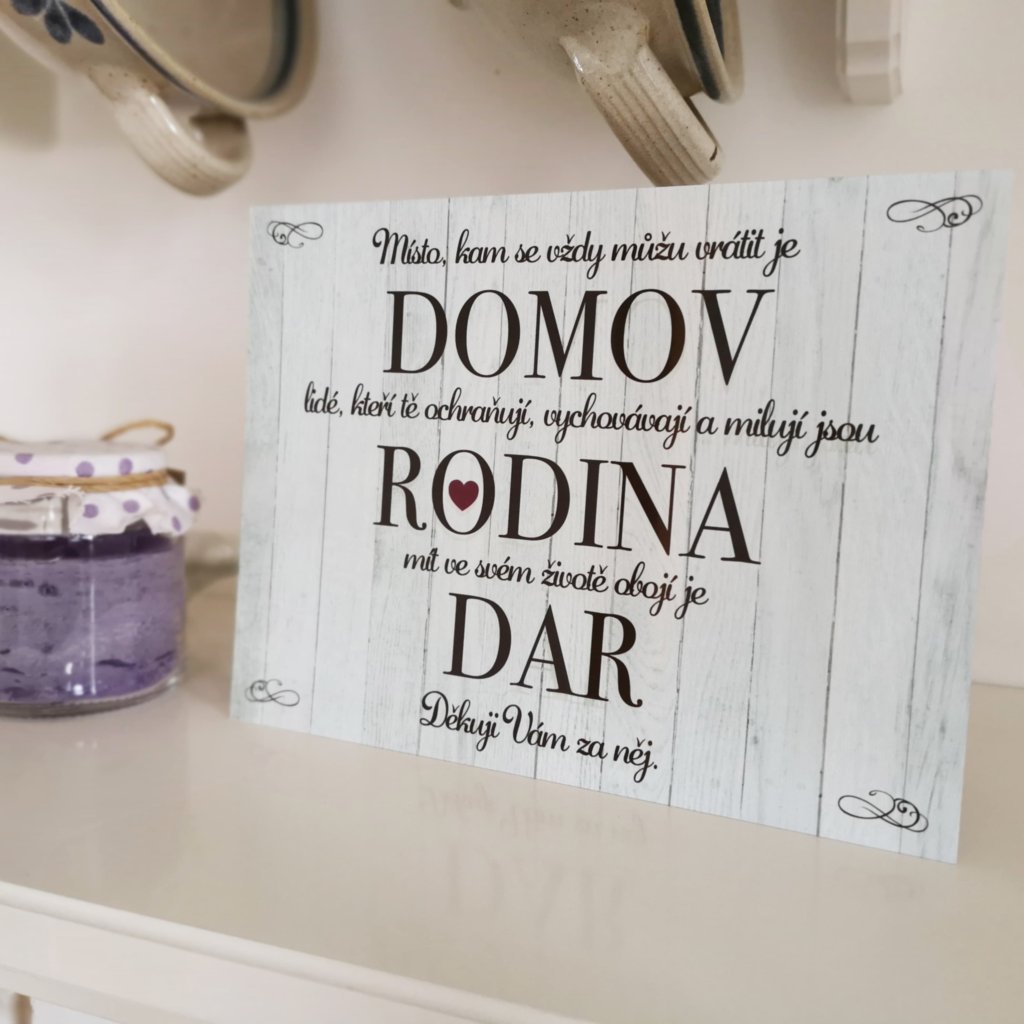 Místo, kam se vždy můžu vrátit je
DOMOV
lidé, kteří tě ochraňují, vychovávají a milují jsou
RODINA
mít ve svém životě obojí je
DAR
Děkuji Vám za něj.